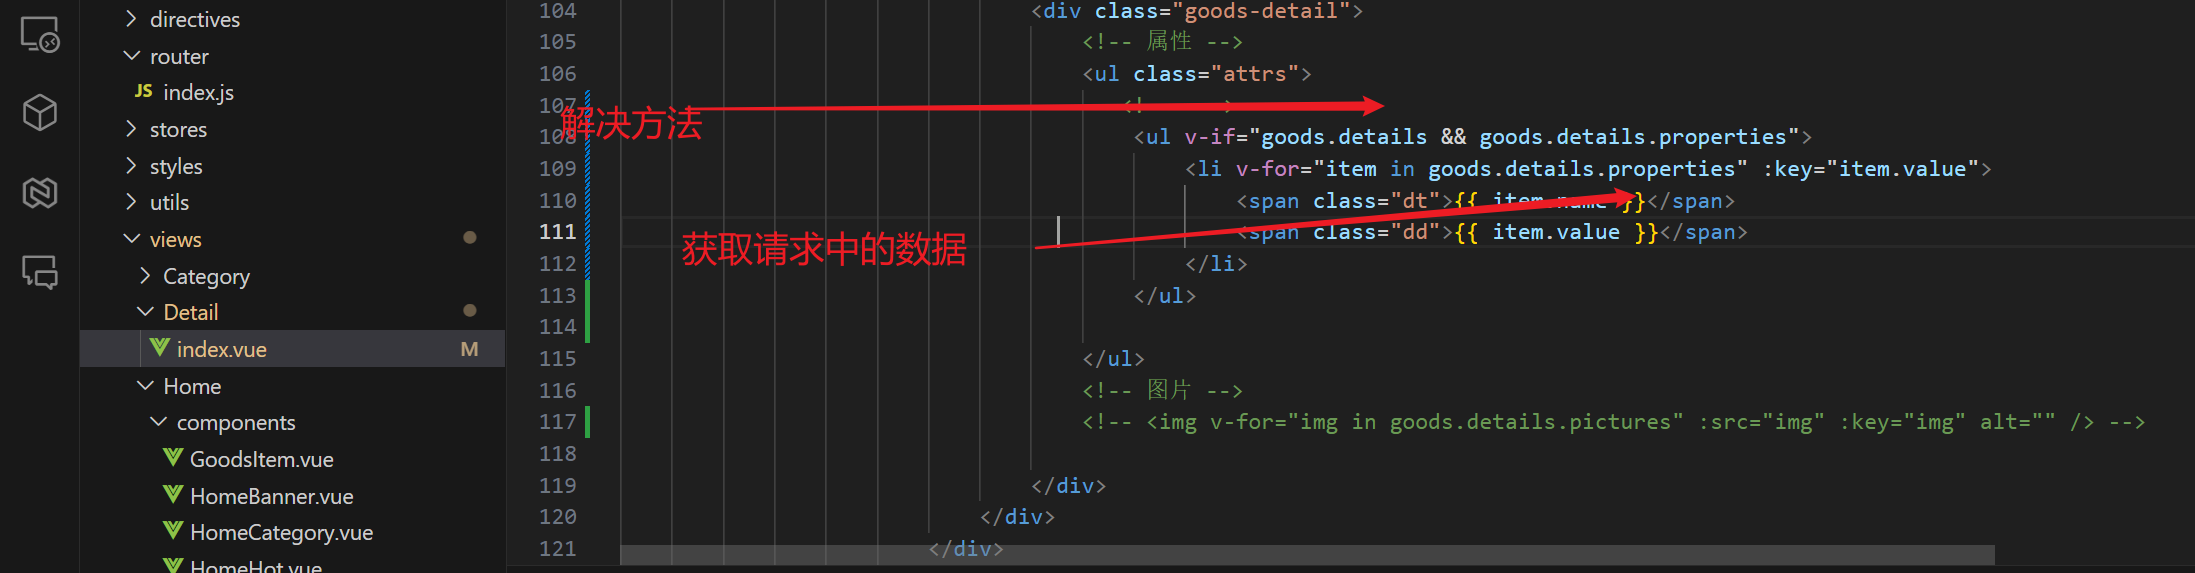 directives
router
JS index.js
stores
styles
utils
views
Category
Detail
index.vue M
Home
components
GoodsItem.vue
HomeBanner.vue
HomeCategory.vue
HomeHot.vue
104 <div class="goods-detail">
105 <!-- 属性 -->
106 <ul class="attrs">
107
解决方法
108 <ul v-if="goods.details && goods.details.properties">
109 <li v-for="item in goods.details.properties" :key="item.value">
110 <span class="dt">{{ item.name }}</span>
111 <span class="dd">{{ item.value }}</span>
获取请求中的数据
112 </li>
113 </ul>
114
115 </ul>
116 <!-- 图片 -->
117 <!-- <img v-for="img in goods.details.pictures" :src="img" :key="img" alt="" /> -->
118
119 </div>
120 </div>
121 </div>